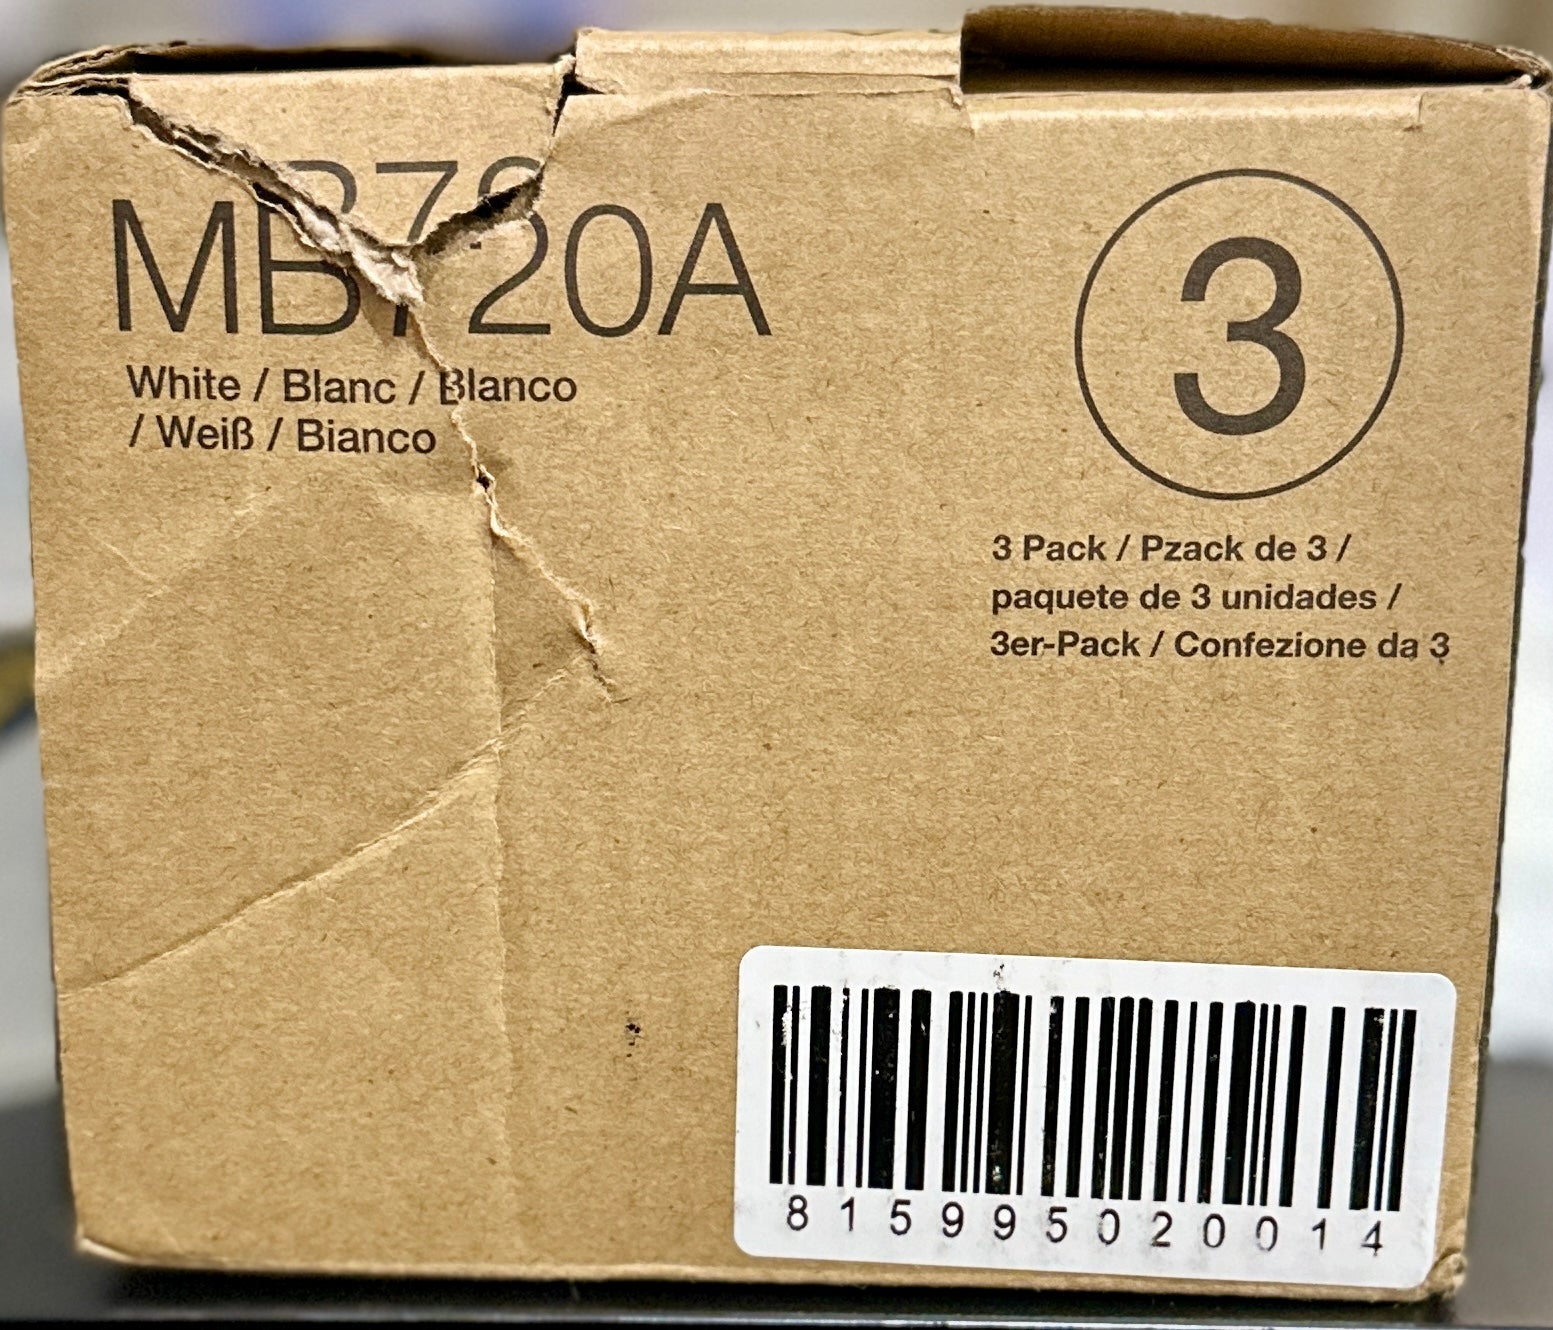 MB720A
White / Blanc / Blanco
/ Weiß / Bianco
3
3 Pack / Pzack de 3 /
paquete de 3 unidades /
3er-Pack / Confezione da 3
815995020014